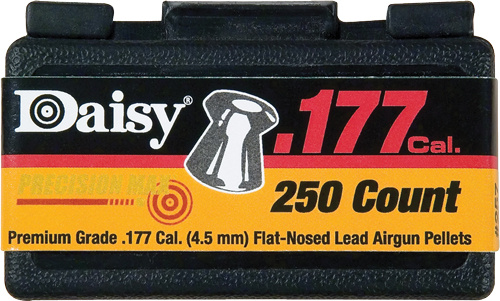 Daisy®
.177 Cal.
PRECISION MAX
250 Count
Premium Grade .177 Cal. (4.5 mm) Flat-Nosed Lead Airgun Pellets